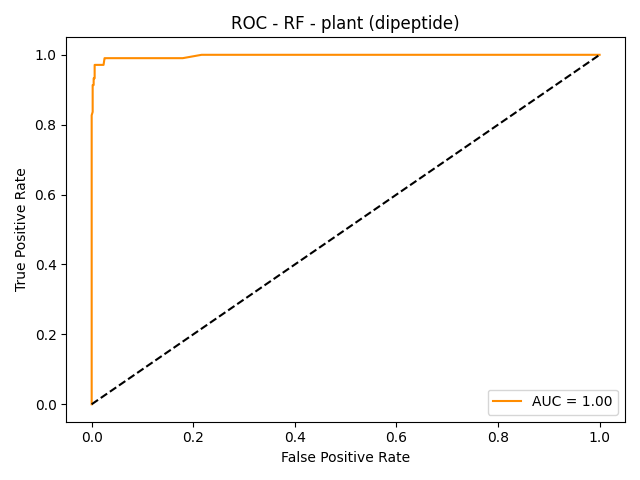 ROC - RF - plant (dipeptide)
True Positive Rate
1.0
0.8
0.6
0.4
0.2
0.0
0.0 0.2 0.4 0.6 0.8 1.0
False Positive Rate
AUC = 1.00